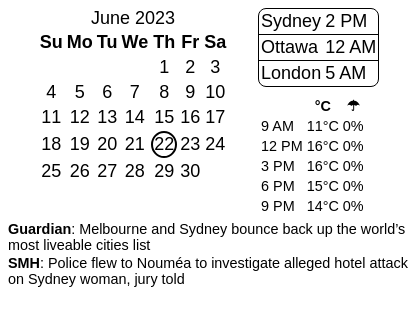 June 2023
Su Mo Tu We Th Fr Sa
1 2 3
4 5 6 7 8 9 10
11 12 13 14 15 16 17
18 19 20 21 22 23 24
25 26 27 28 29 30
Sydney 2 PM
Ottawa 12 AM
London 5 AM
°C ☂
9 AM 11°C 0%
12 PM 16°C 0%
3 PM 16°C 0%
6 PM 15°C 0%
9 PM 14°C 0%
Guardian: Melbourne and Sydney bounce back up the world’s
most liveable cities list
SMH: Police flew to Nouméa to investigate alleged hotel attack
on Sydney woman, jury told